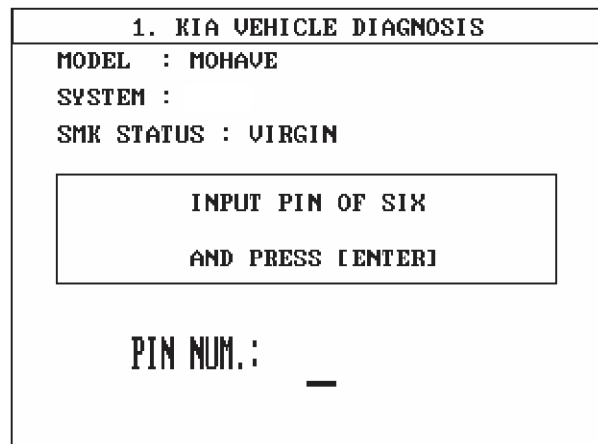 1. KIA VEHICLE DIAGNOSIS
MODEL : MOHAVE
SYSTEM :
SMK STATUS : VIRGIN
INPUT PIN OF SIX
AND PRESS [ENTER]
PIN NUM.: _